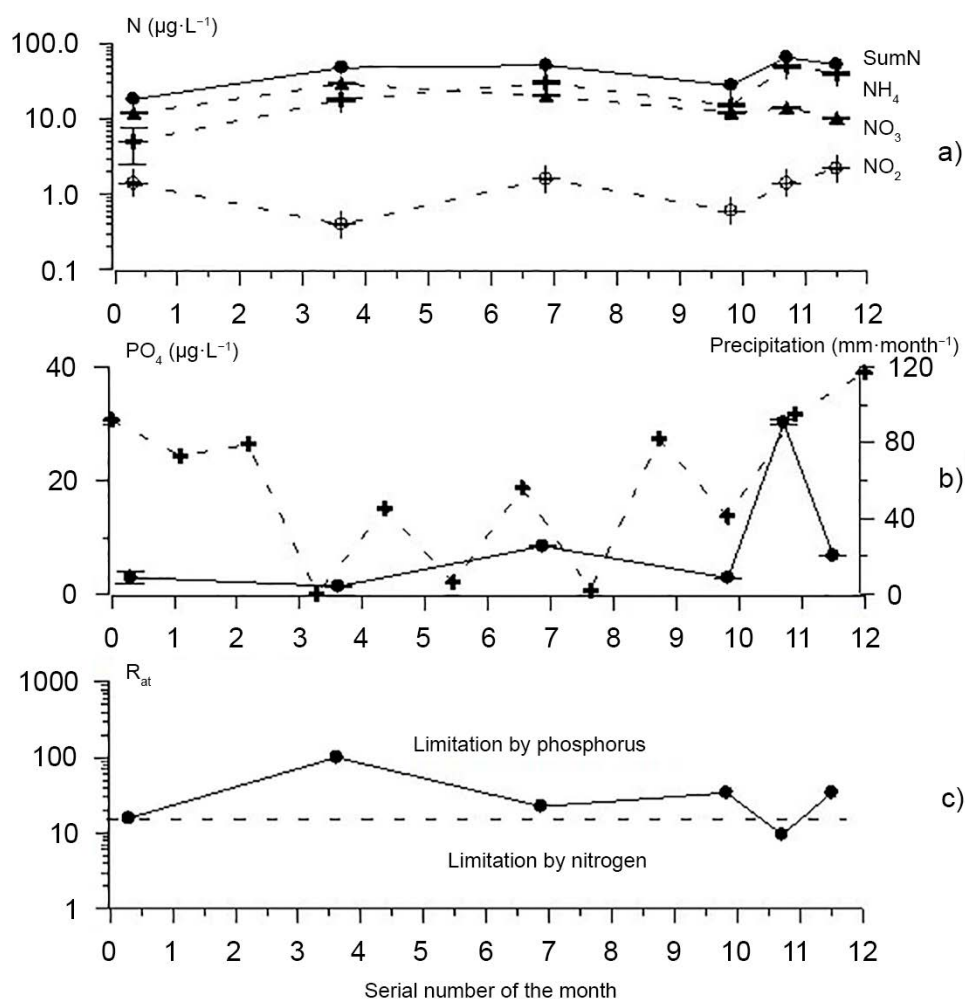 N (µg·L⁻¹)
100.0
SumN
NH₄
10.0
NO₃
a)
NO₂
1.0
0.1
0 1 2 3 4 5 6 7 8 9 10 11 12
PO₄ (µg·L⁻¹) Precipitation (mm·month⁻¹)
40 120
80
20 b)
40
0 0
0 1 2 3 4 5 6 7 8 9 10 11 12
R_at
1000
Limitation by phosphorus
100
c)
10
Limitation by nitrogen
1
0 1 2 3 4 5 6 7 8 9 10 11 12
Serial number of the month